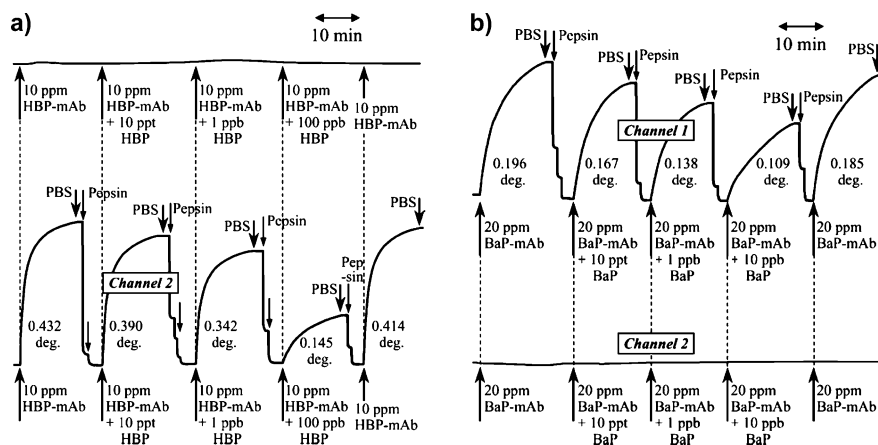 a)
10 min
10 ppm
HBP-mAb
10 ppm
HBP-mAb
+ 10 ppt
HBP
10 ppm
HBP-mAb
+ 1 ppb
HBP
10 ppm
HBP-mAb
+ 100 ppb
HBP
10 ppm
HBP-mAb
PBS
Pepsin
PBS
Pepsin
PBS
Pepsin
PBS
Pep
-sin
PBS
Channel 2
0.432
deg.
0.390
deg.
0.342
deg.
0.145
deg.
0.414
deg.
10 ppm
HBP-mAb
10 ppm
HBP-mAb
+ 10 ppt
HBP
10 ppm
HBP-mAb
+ 1 ppb
HBP
10 ppm
HBP-mAb
+ 100 ppb
HBP
10 ppm
HBP-mAb
b)
10 min
PBS
Pepsin
PBS
Pepsin
PBS
Pepsin
PBS
Pepsin
PBS
Channel 1
0.196
deg.
0.167
deg.
0.138
deg.
0.109
deg.
0.185
deg.
20 ppm
BaP-mAb
20 ppm
BaP-mAb
+ 10 ppt
BaP
20 ppm
BaP-mAb
+ 1 ppb
BaP
20 ppm
BaP-mAb
+ 10 ppb
BaP
20 ppm
BaP-mAb
Channel 2
20 ppm
BaP-mAb
20 ppm
BaP-mAb
+ 10 ppt
BaP
20 ppm
BaP-mAb
+ 1 ppb
BaP
20 ppm
BaP-mAb
+ 10 ppb
BaP
20 ppm
BaP-mAb